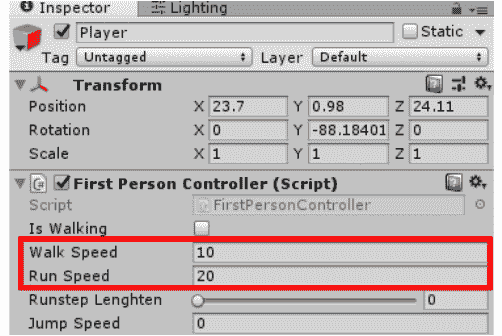 Inspector Lighting
Player Static
Tag Untagged Layer Default
Transform
Position X 23.7 Y 0.98 Z 24.11
Rotation X 0 Y -88.18401 Z 0
Scale X 1 Y 1 Z 1
First Person Controller (Script)
Script FirstPersonController
Is Walking
Walk Speed 10
Run Speed 20
Runstep Lenghten 0
Jump Speed 0